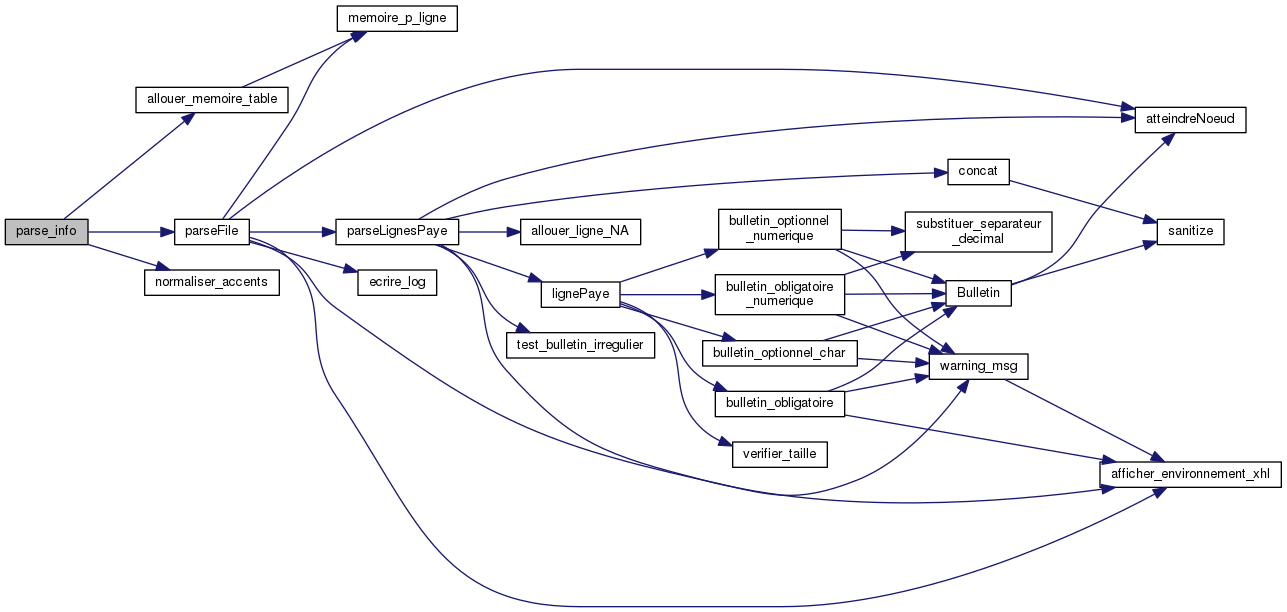 memoire_p_ligne
allouer_memoire_table
atteindreNoeud
concat
parse_info
parseFile
parseLignesPaye
allouer_ligne_NA
bulletin_optionnel
_numerique
substituer_separateur
_decimal
sanitize
normaliser_accents
ecrire_log
lignePaye
bulletin_obligatoire
_numerique
Bulletin
test_bulletin_irregulier
bulletin_optionnel_char
warning_msg
bulletin_obligatoire
verifier_taille
afficher_environnement_xhl